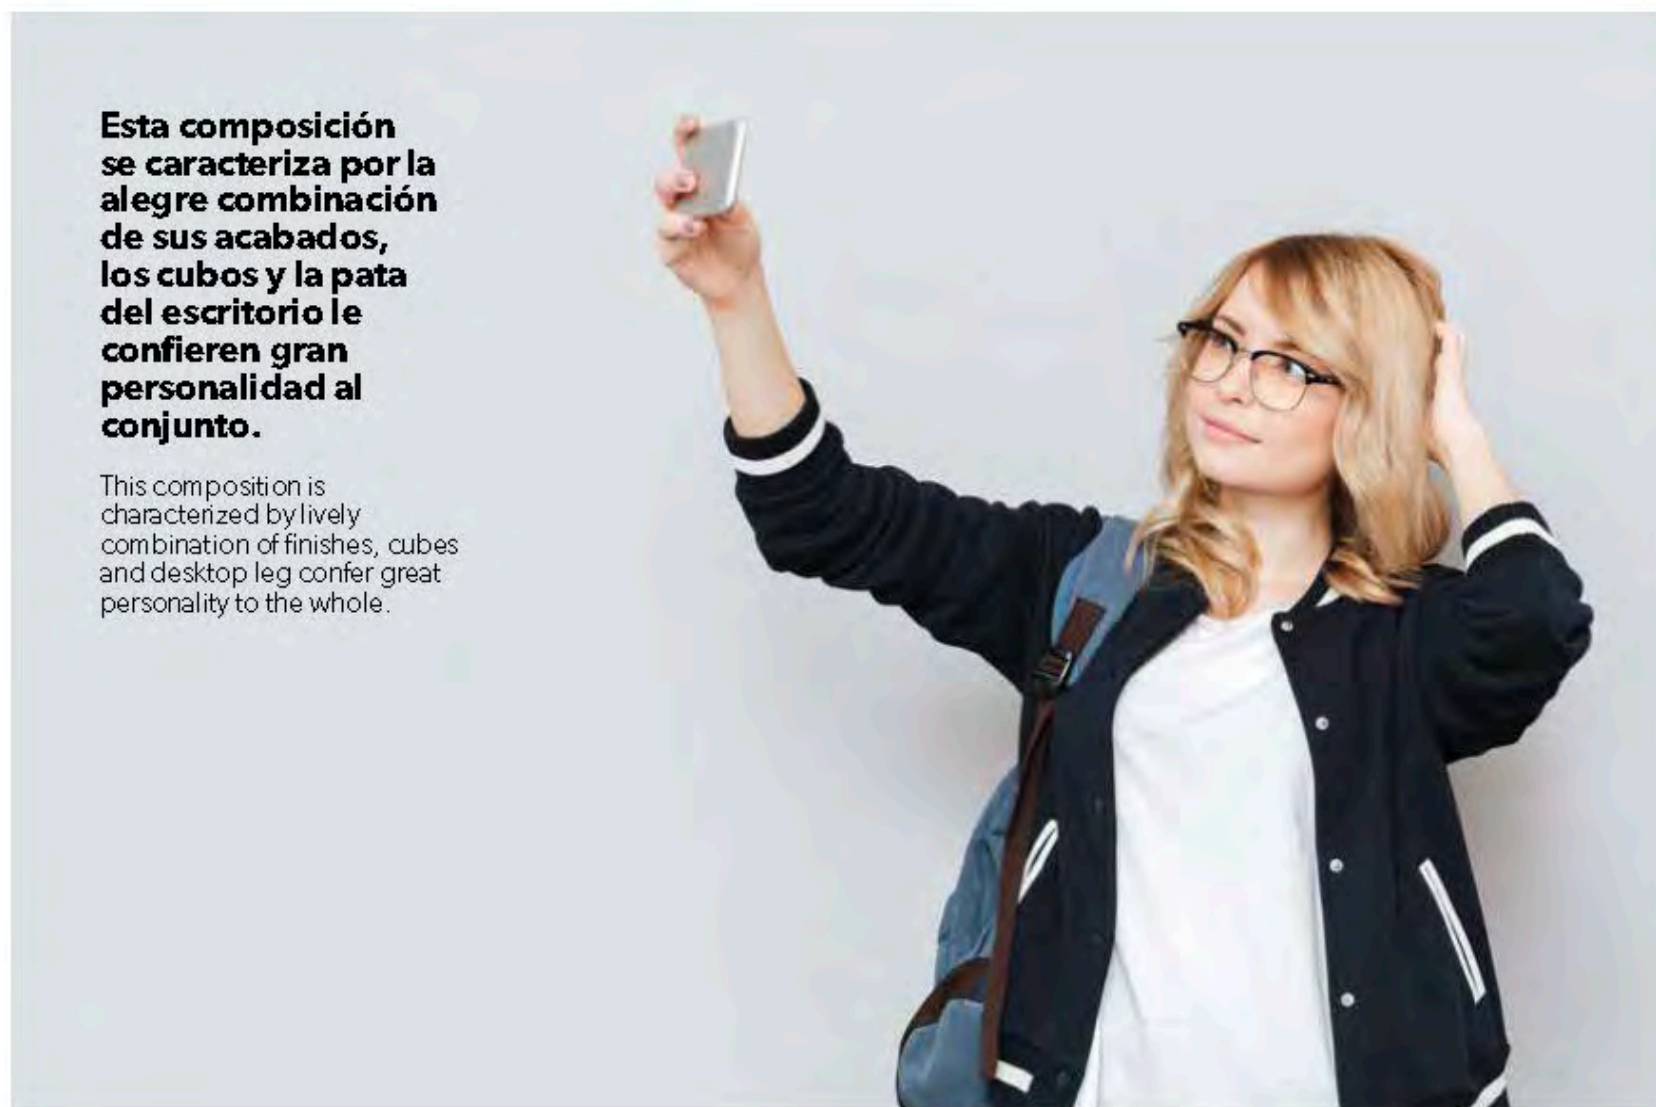 Esta composición
se caracteriza por la
alegre combinación
de sus acabados,
los cubos y la pata
del escritorio le
confieren gran
personalidad al
conjunto.
This composition is
characterized by lively
combination of finishes, cubes
and desktop leg confer great
personality to the whole.